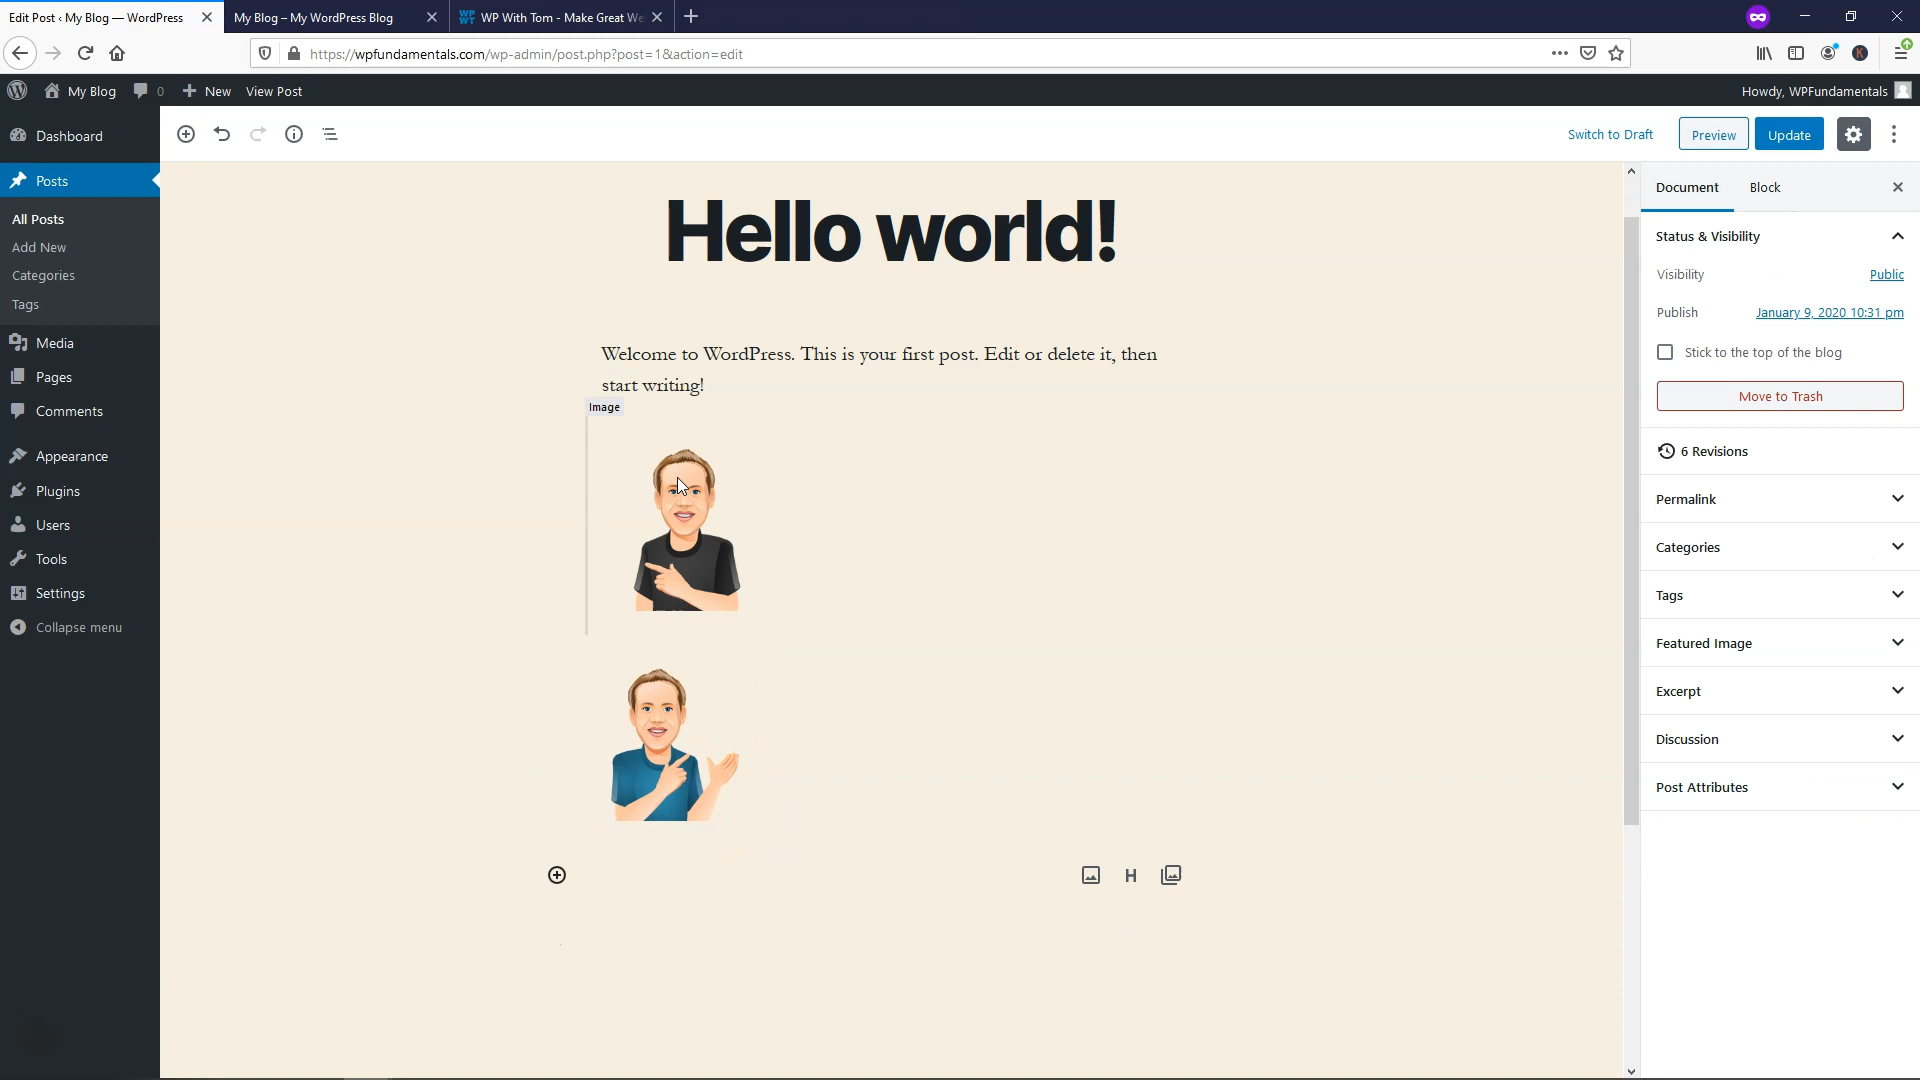 Edit Post ‹ My Blog — WordPress
My Blog – My WordPress Blog
WP With Tom - Make Great We
https://wpfundamentals.com/wp-admin/post.php?post=1&action=edit
My Blog
0
New
View Post
Howdy, WPFundamentals
Switch to Draft
Preview
Update
Dashboard
Posts
All Posts
Add New
Categories
Tags
Media
Pages
Comments
Appearance
Plugins
Users
Tools
Settings
Collapse menu
Hello world!
Welcome to WordPress. This is your first post. Edit or delete it, then
start writing!
Image
H
Document
Block
Status & Visibility
Visibility
Public
Publish
January 9, 2020 10:31 pm
Stick to the top of the blog
Move to Trash
6 Revisions
Permalink
Categories
Tags
Featured Image
Excerpt
Discussion
Post Attributes